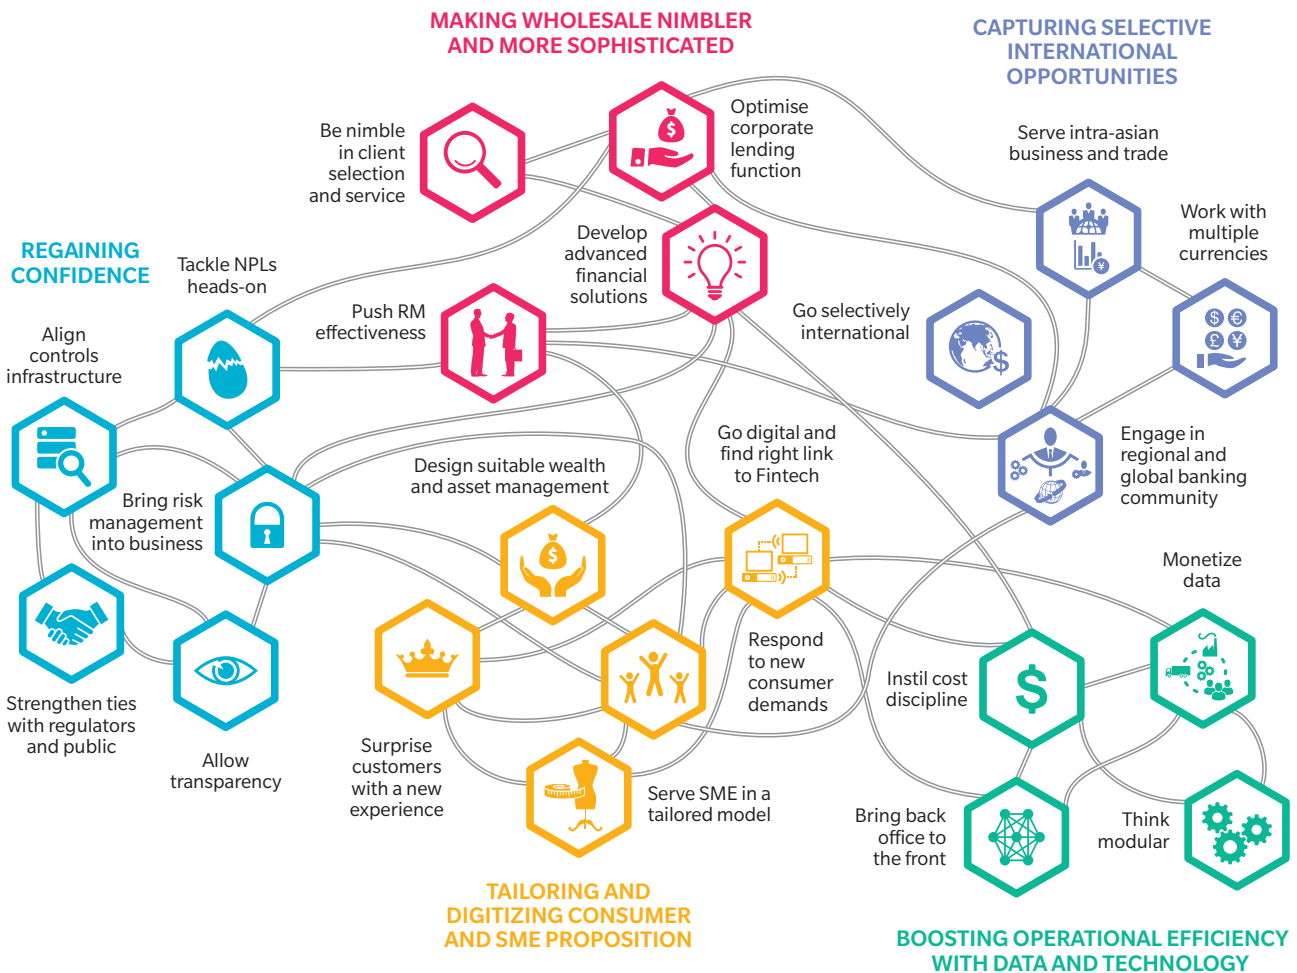 MAKING WHOLESALE NIMBLER
AND MORE SOPHISTICATED
CAPTURING SELECTIVE
INTERNATIONAL
OPPORTUNITIES
Be nimble
in client
selection
and service
$
Optimise
corporate
lending
function
Serve intra-asian
business and trade
¥
Work with
multiple
currencies
$ €
£ ¥
Develop
advanced
financial
solutions
REGAINING
CONFIDENCE
Tackle NPLs
heads-on
Push RM
effectiveness
Go selectively
international
$
Align
controls
infrastructure
Engage in
regional and
global banking
community
Go digital and
find right link
to Fintech
Design suitable wealth
and asset management
$
Bring risk
management
into business
Monetize
data
Respond
to new
consumer
demands
Instil cost
discipline
$
Strengthen ties
with regulators
and public
Allow
transparency
Surprise
customers
with a new
experience
Serve SME in a
tailored model
Bring back
office to
the front
Think
modular
TAILORING AND
DIGITIZING CONSUMER
AND SME PROPOSITION
BOOSTING OPERATIONAL EFFICIENCY
WITH DATA AND TECHNOLOGY